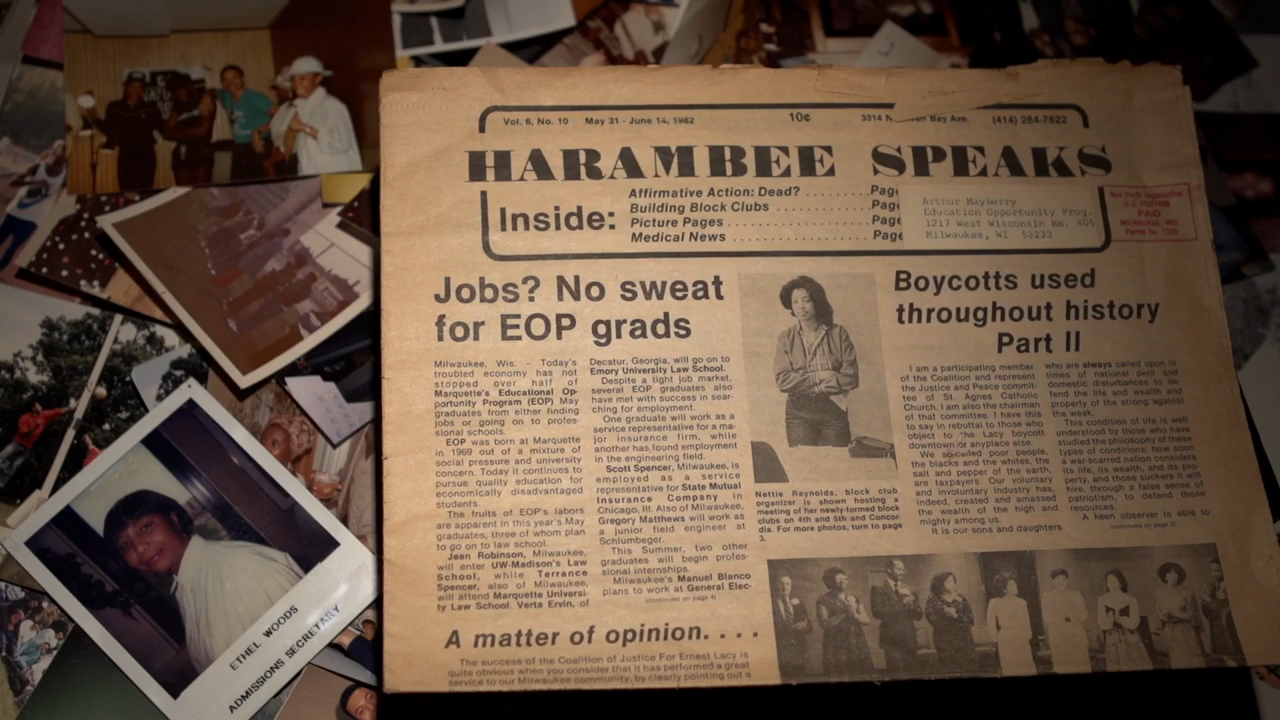 Vol. 6, No. 10 May 31 - June 14, 1982 10¢ 3314 N. Bay Ave. (414) 264-7822
HARAMBEE SPEAKS
Inside:
Affirmative Action: Dead? . . . . . . . . . Page
Building Block Clubs . . . . . . . . . . . . Page
Picture Pages . . . . . . . . . . . . . . . . . Page
Medical News . . . . . . . . . . . . . . . . . Page
Arthur Mayberry
Education Opportunity Prog.
1217 West Wisconsin Rm. 405
Milwaukee, WI 53233
Non Profit Organization
U.S. POSTAGE
PAID
MILWAUKEE, WIS.
Permit No.
Jobs? No sweat
for EOP grads
Milwaukee, Wis. - Today's
troubled economy has not
stopped over half of
Marquette's Educational Op-
portunity Program (EOP) May
graduates from either finding
jobs or going on to profes-
sional schools.
EOP was born at Marquette
in 1969 out of a mixture of
social pressure and university
concern. Today it continues to
pursue quality education for
economically disadvantaged
students.
The fruits of EOP's labors
are apparent in this year's May
graduates, three of whom plan
to go on to law school.
Jean Robinson, Milwaukee,
will enter UW-Madison's Law
School, while Terrance
Spencer, also of Milwaukee,
will attend Marquette Universi-
ty Law School. Verta Ervin, of
Decatur, Georgia, will go on to
Emory University Law School.
Despite a tight job market,
several EOP graduates also
have met with success in sear-
ching for employment.
One graduate will work as a
service representative for a ma-
jor insurance firm, while
another has found employment
in the engineering field.
Scott Spencer, Milwaukee, is
employed as a service
representative for State Mutual
Insurance Company in
Chicago, Ill. Also of Milwaukee,
Gregory Matthews will work as
a junior field engineer at
Schlumbeger.
This Summer, two other
graduates will begin profes-
sional internships.
Milwaukee's Manuel Blanco
plans to work at General Elec-
(continued on page 4)
Nettie Reynolds, block club
organizer is shown hosting a
meeting of her newly formed block
clubs on 4th and 5th and Concor-
dia. For more photos, turn to page
3.
Boycotts used
throughout history
Part II
I am a participating member
of the Coalition and represent
the Justice and Peace commit-
tee of St. Agnes Catholic
Church. I am also the chairman
of that committee. I have this
to say in rebuttal to those who
object to the Lacy boycott
downtown or anyplace else.
We so-called poor people,
the blacks and the whites, the
salt and pepper of the earth,
are taxpayers. Our voluntary
and involuntary industry has,
indeed, created and amassed
the wealth of the high and
mighty among us.
It is our sons and daughters
who are always called upon in
times of national peril and
domestic disturbances to de-
fend the life and wealth and
property of the strong against
the weak.
This condition of life is well
understood by those who have
studied the philosophy of these
types of conditions: how soon
a war-scarred nation considers
its life, its wealth, and its pro-
perty, and those suckers it will
hire, through a false sense of
patriotism, to defend those
resources.
A keen observer is able to
(continued on page 2)
A matter of opinion. . . .
The success of the Coalition of Justice For Ernest Lacy is
quite obvious when you consider that it has performed a great
service to our Milwaukee community, by clearly pointing out a
ETHEL WOODS
ADMISSIONS SECRETARY